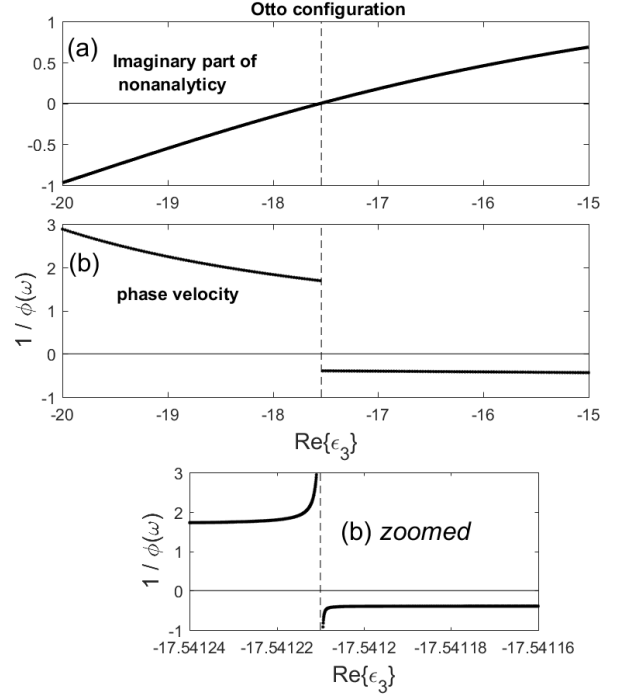 Otto configuration
(a)
Imaginary part of
nonanalyticy
1
0.5
0
-0.5
-1
-20 -19 -18 -17 -16 -15
(b)
phase velocity
1 / ϕ(ω)
3
2
1
0
-1
-20 -19 -18 -17 -16 -15
Re{ϵ₃}
(b) zoomed
1 / ϕ(ω)
3
2
1
0
-1
-17.54124 -17.54122 -17.5412 -17.54118 -17.54116
Re{ϵ₃}